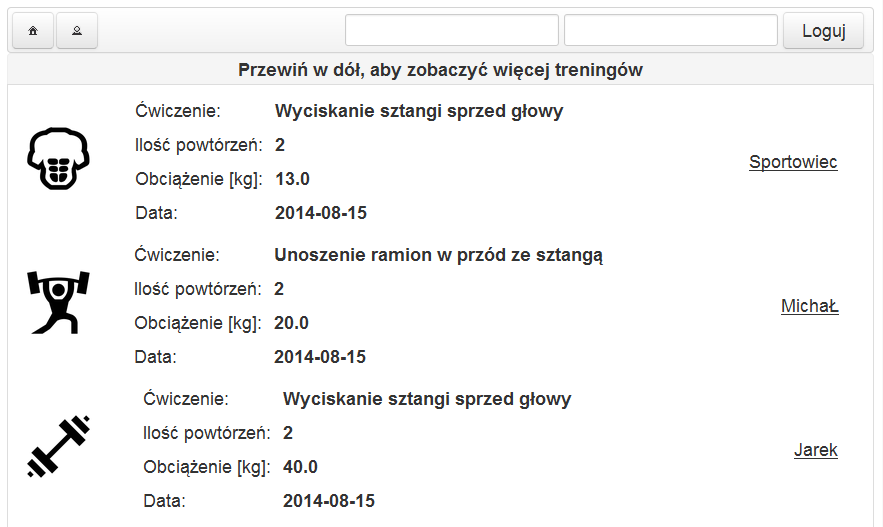 Loguj
Przewiń w dół, aby zobaczyć więcej treningów
Ćwiczenie: Wyciskanie sztangi sprzed głowy
Ilość powtórzeń: 2
Obciążenie [kg]: 13.0
Data: 2014-08-15
Sportowiec
Ćwiczenie: Unoszenie ramion w przód ze sztangą
Ilość powtórzeń: 2
Obciążenie [kg]: 20.0
Data: 2014-08-15
MichaŁ
Ćwiczenie: Wyciskanie sztangi sprzed głowy
Ilość powtórzeń: 2
Obciążenie [kg]: 40.0
Data: 2014-08-15
Jarek